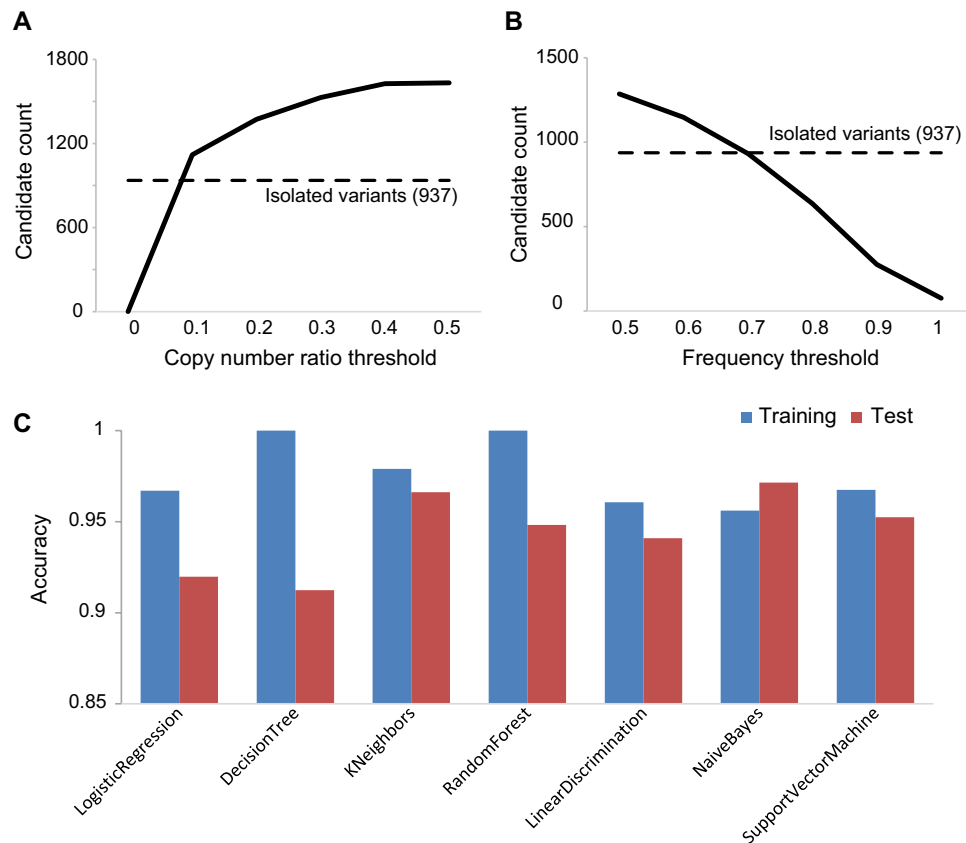 A
1800
1200
600
0
Candidate count
Isolated variants (937)
0 0.1 0.2 0.3 0.4 0.5
Copy number ratio threshold
B
1500
1000
500
0
Candidate count
Isolated variants (937)
0.5 0.6 0.7 0.8 0.9 1
Frequency threshold
C
Training Test
1
0.95
0.9
0.85
Accuracy
LogisticRegression
DecisionTree
KNeighbors
RandomForest
LinearDiscrimination
NaiveBayes
SupportVectorMachine